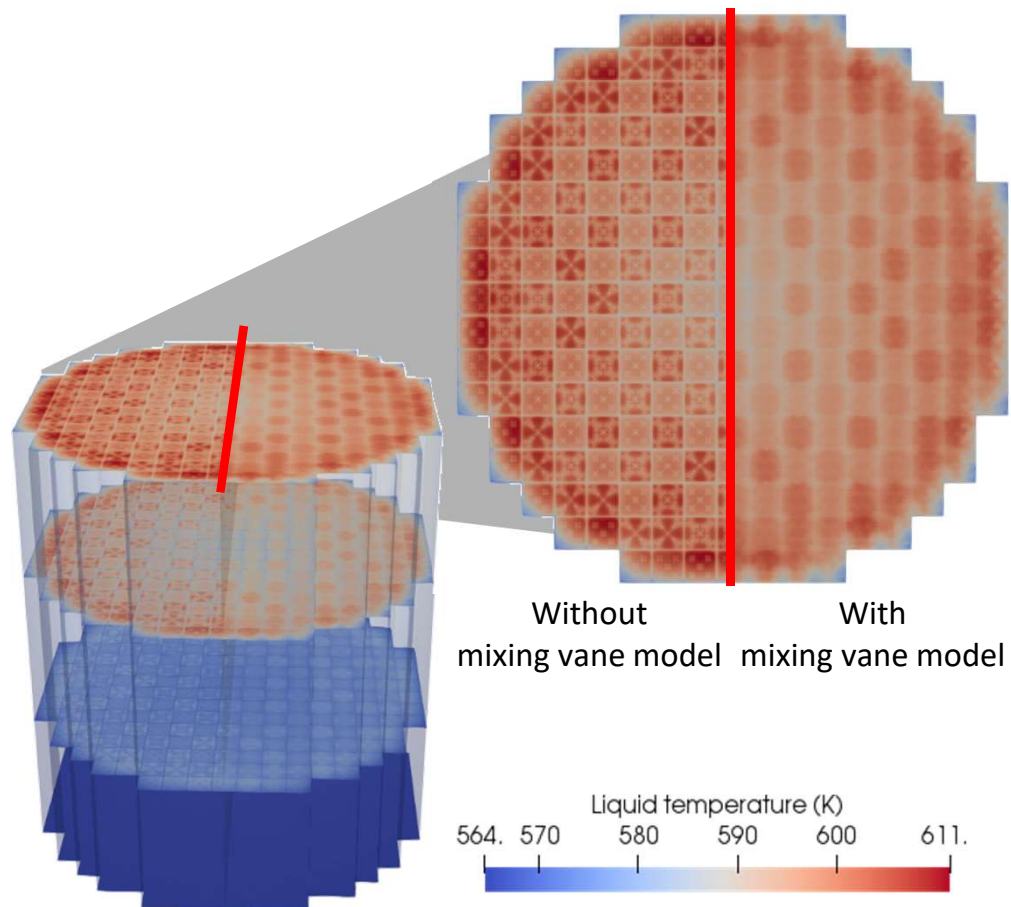 Without
mixing vane model
With
mixing vane model
Liquid temperature (K)
564. 570 580 590 600 611.